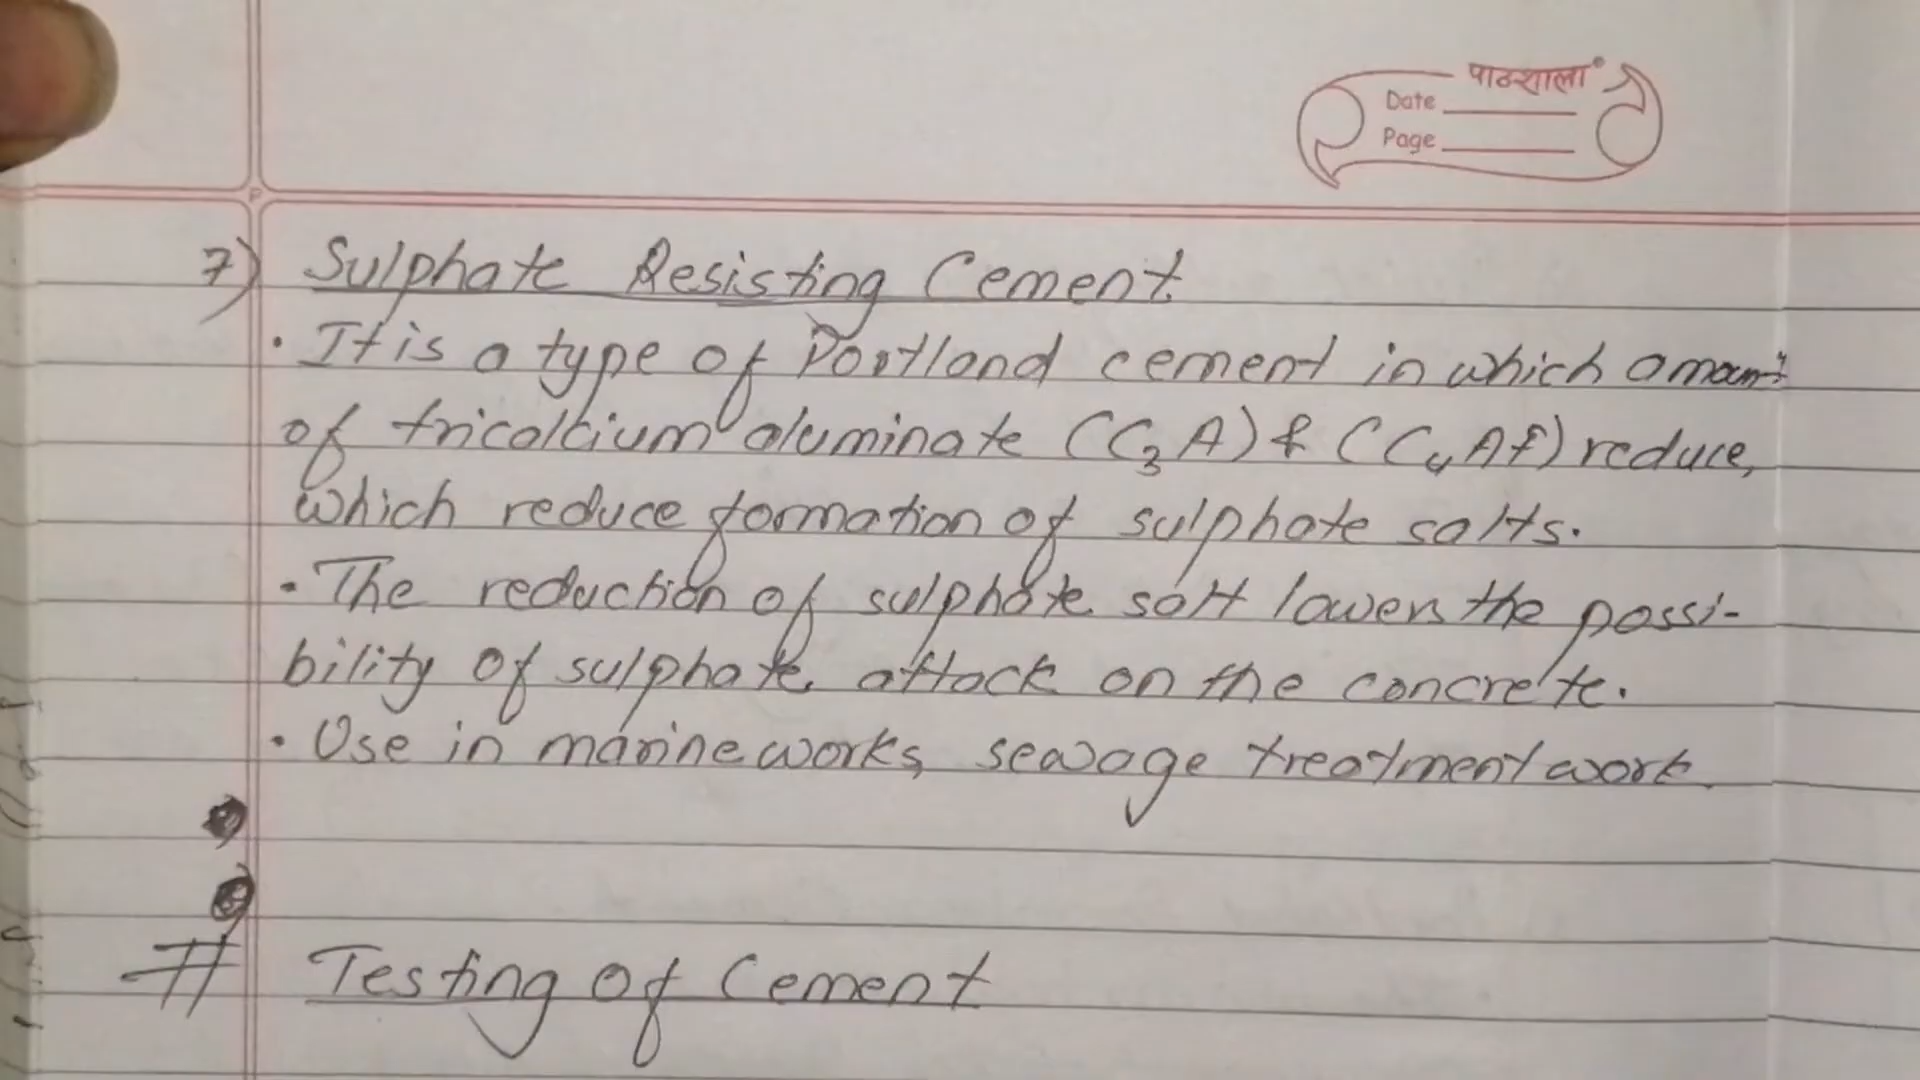 पाठशाला
Date
Page
7) Sulphate Resisting Cement
• It is a type of Portland cement in which amount
of tricalcium aluminate (C₃A) & (C₄Af) reduce,
which reduce formation of sulphate salts.
• The reduction of sulphate salt lowers the possi-
bility of sulphate attack on the concrete.
• Use in marine works, sewage treatment work.
# Testing of Cement